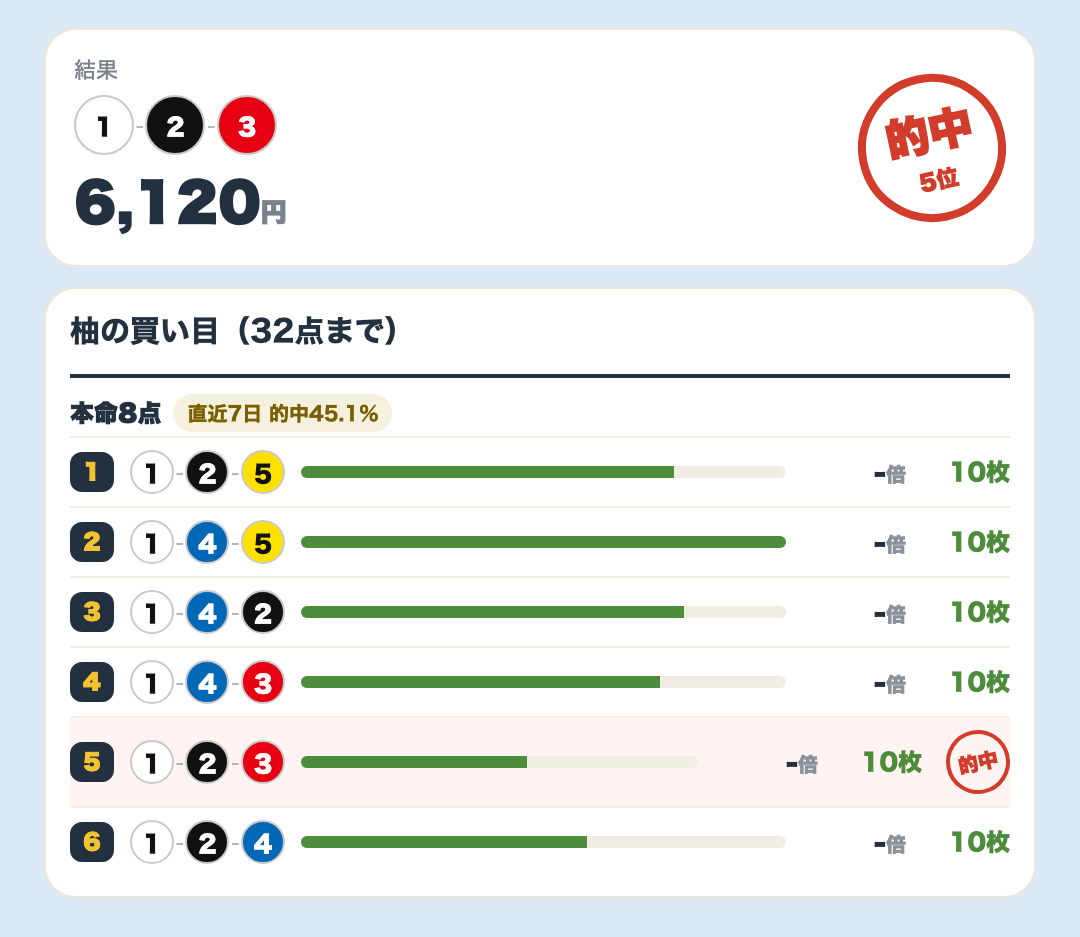 結果
1-2-3
6,120円
的中
5位
柚の買い目（32点まで）
本命8点 直近7日 的中45.1%
1 1-2-5 -倍 10枚
2 1-4-5 -倍 10枚
3 1-4-2 -倍 10枚
4 1-4-3 -倍 10枚
5 1-2-3 -倍 10枚 的中
6 1-2-4 -倍 10枚